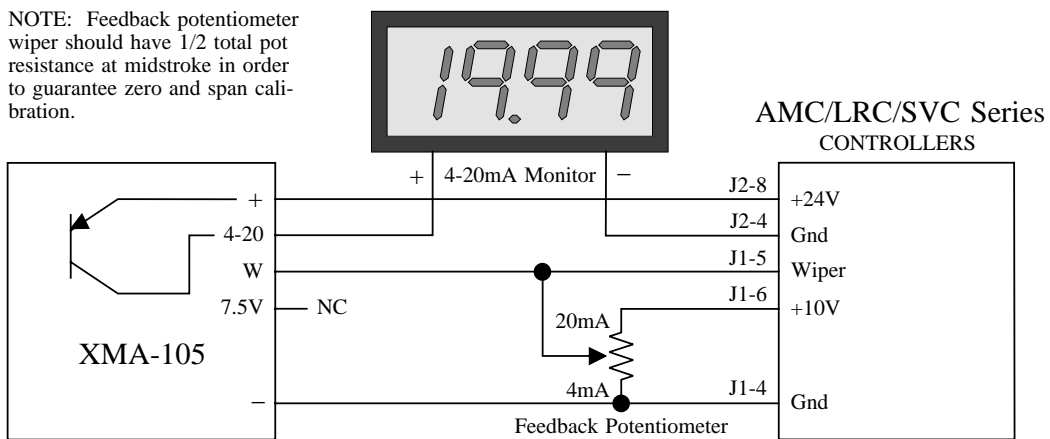 NOTE: Feedback potentiometer
wiper should have 1/2 total pot
resistance at midstroke in order
to guarantee zero and span cali-
bration.
19.99
AMC/LRC/SVC Series
CONTROLLERS
+ 4-20mA Monitor −
+
J2-8
+24V
4-20
J2-4
Gnd
W
J1-5
Wiper
7.5V
NC
J1-6
+10V
20mA
XMA-105
4mA
−
J1-4
Gnd
Feedback Potentiometer